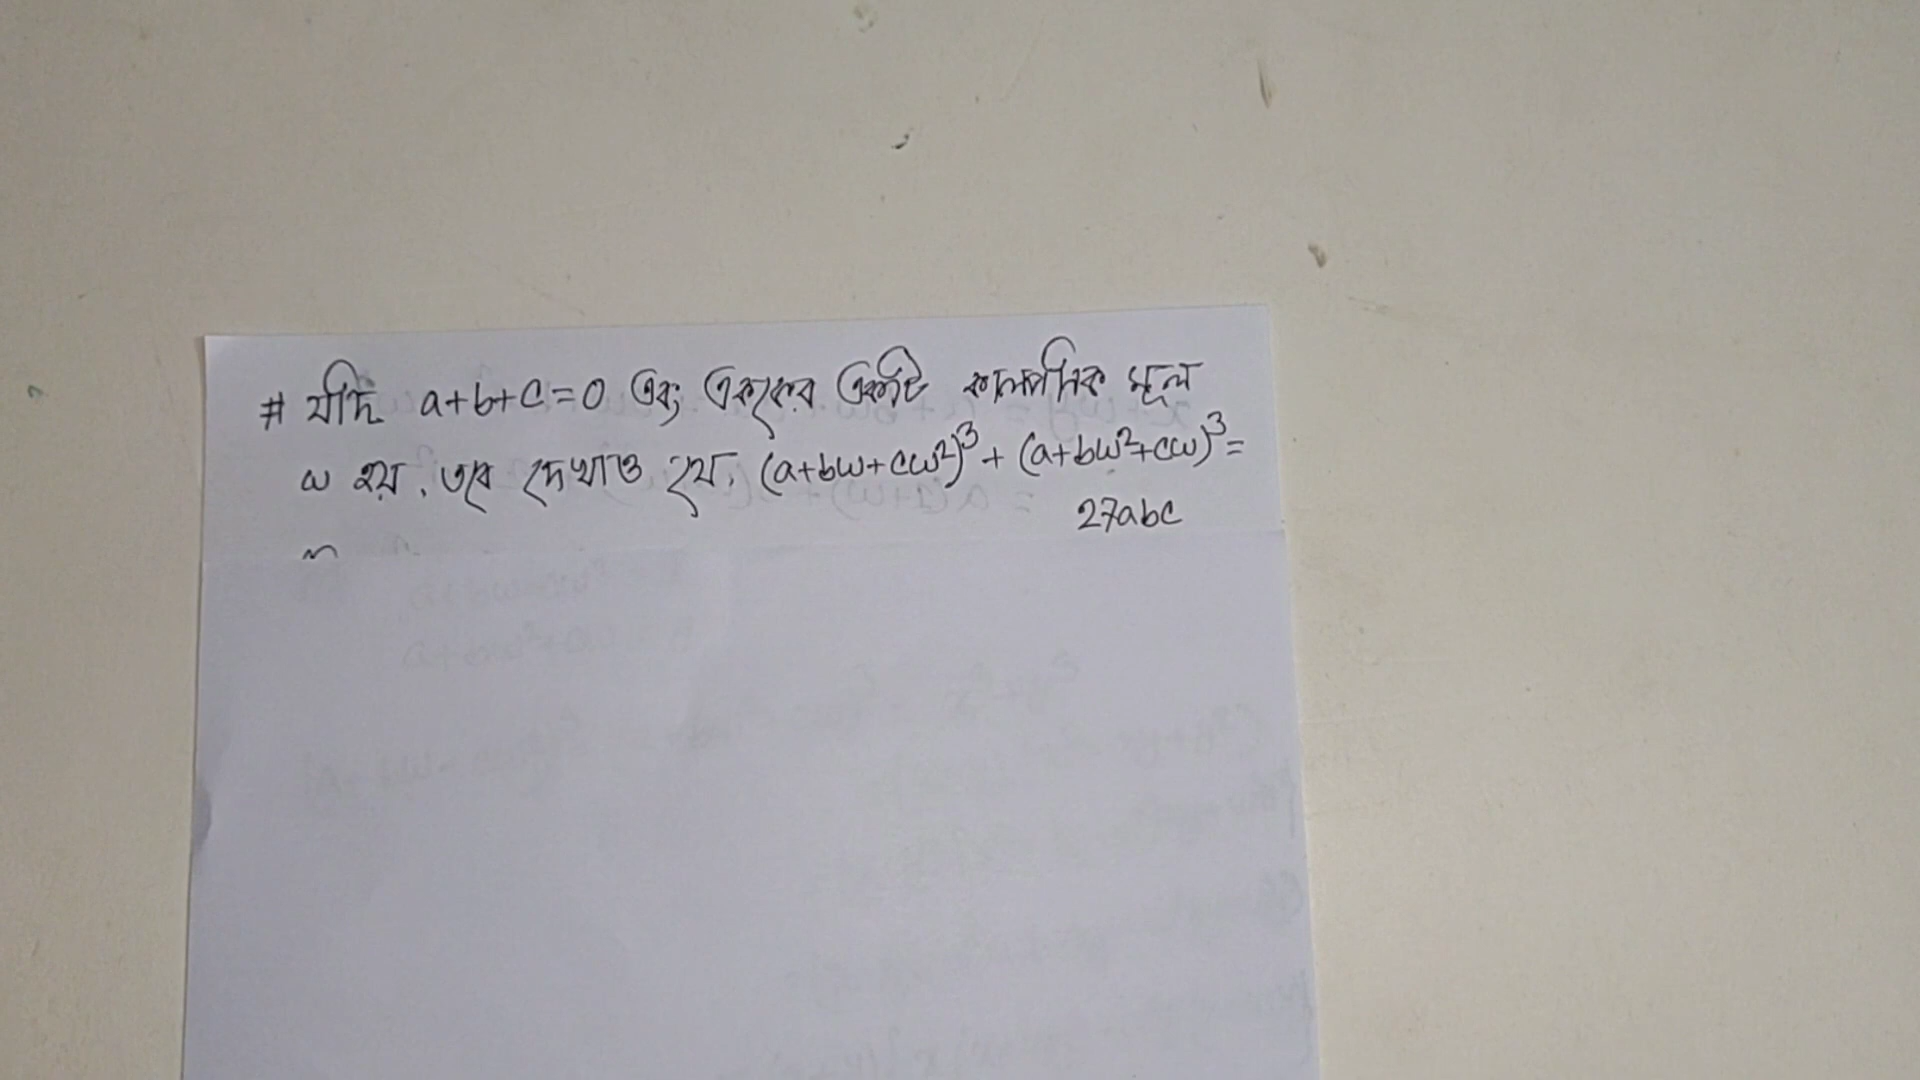 # যদি a+b+c=0 এবং এককের একটি কাল্পনিক মূল
ω হয়, তবে দেখাও যে, (a+bω+cω²)³ + (a+bω²+cω)³ =
27abc